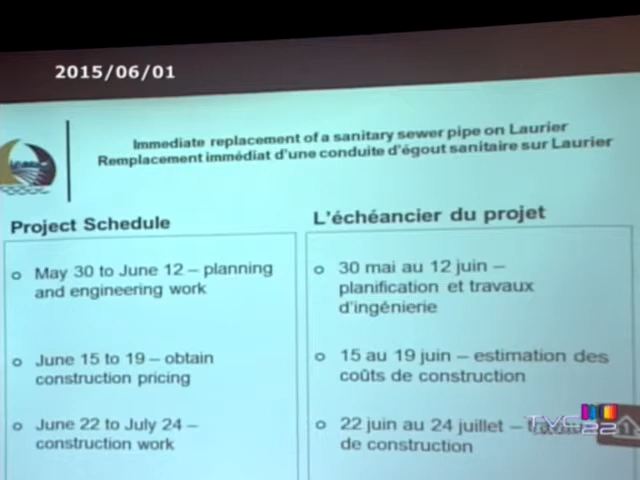 2015/06/01
Immediate replacement of a sanitary sewer pipe on Laurier
Remplacement immédiat d'une conduite d'égout sanitaire sur Laurier
Project Schedule
o May 30 to June 12 – planning
and engineering work
o June 15 to 19 – obtain
construction pricing
o June 22 to July 24 –
construction work
L'échéancier du projet
o 30 mai au 12 juin –
planification et travaux
d'ingénierie
o 15 au 19 juin – estimation des
coûts de construction
o 22 juin au 24 juillet –
de construction
TVC22